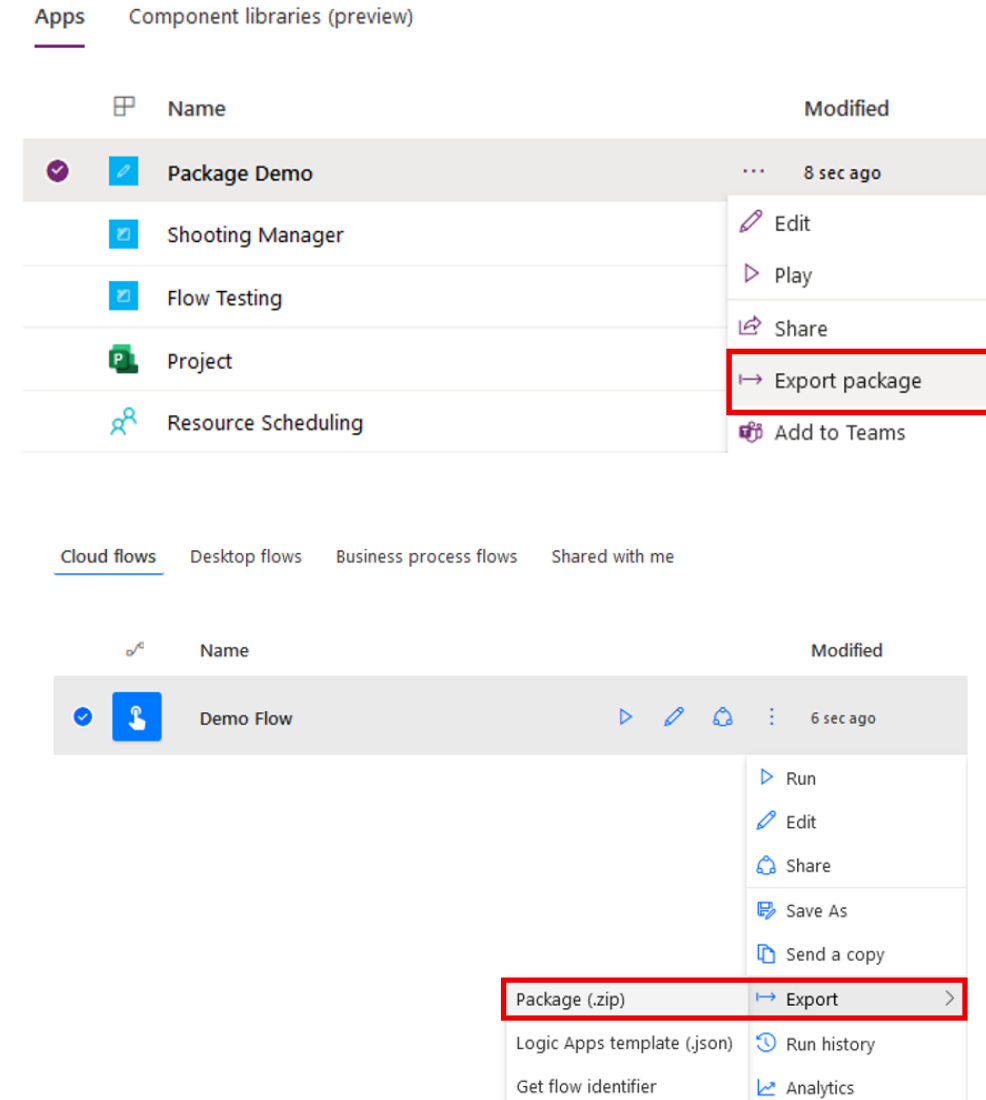 Apps Component libraries (preview)
Name Modified
Package Demo ... 8 sec ago
Edit
Shooting Manager
Play
Flow Testing
Share
Project
Export package
Resource Scheduling
Add to Teams
Cloud flows Desktop flows Business process flows Shared with me
Name Modified
Demo Flow 6 sec ago
Run
Edit
Share
Save As
Send a copy
Package (.zip) Export
Logic Apps template (.json) Run history
Get flow identifier Analytics